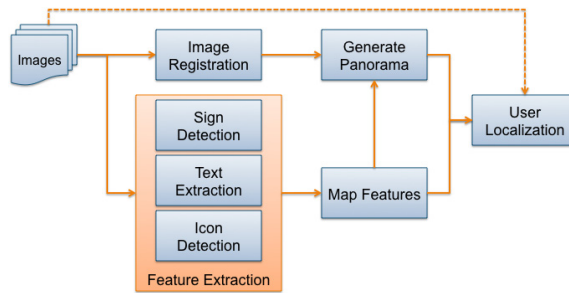 Images
Image
Registration
Generate
Panorama
User
Localization
Sign
Detection
Text
Extraction
Icon
Detection
Feature Extraction
Map Features